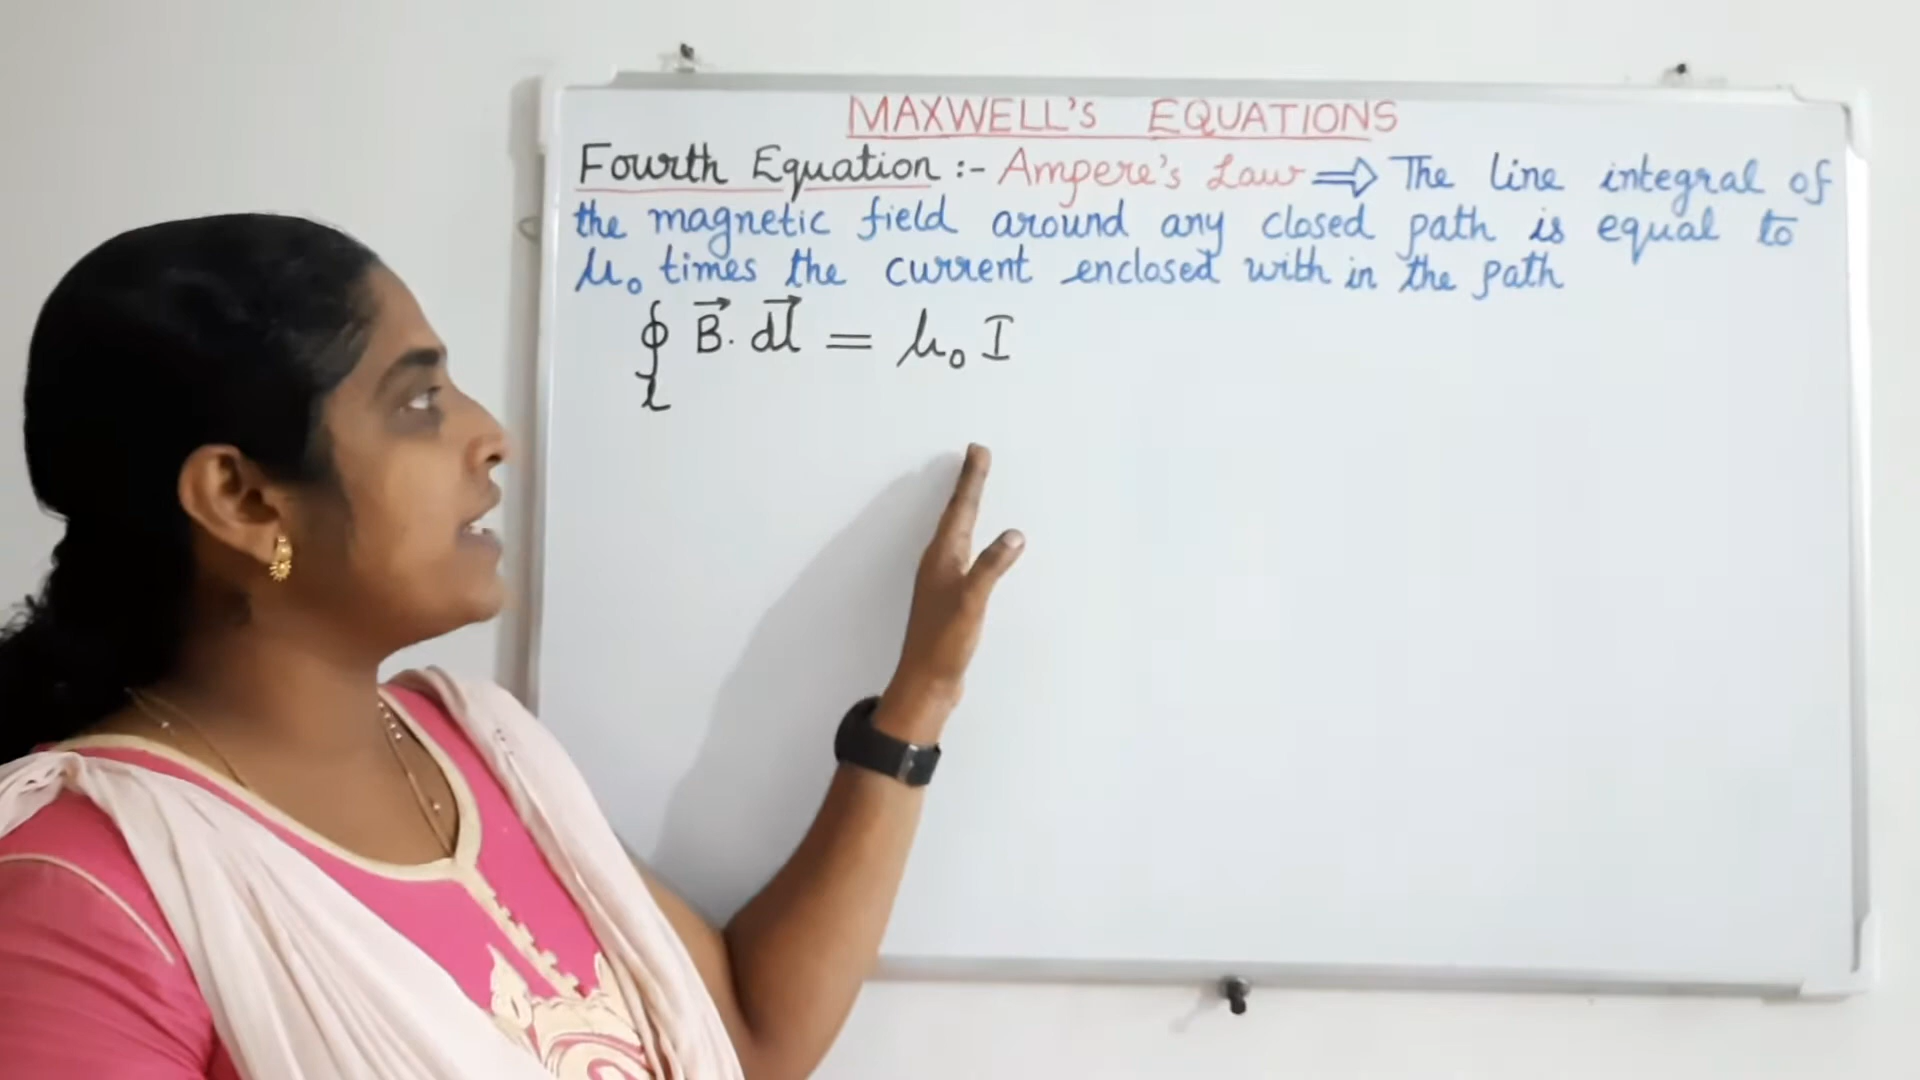 MAXWELL's EQUATIONS
Fourth Equation :- Ampere's Law ⇒ The line integral of
the magnetic field around any closed path is equal to
μ₀ times the current enclosed with in the path
∮ₗ B⃗. d⃗l = μ₀ I